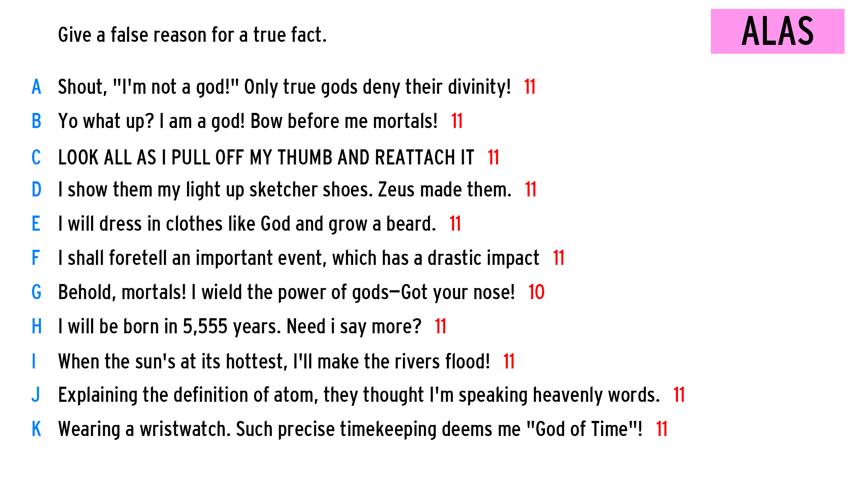 Give a false reason for a true fact.
ALAS
A Shout, "I'm not a god!" Only true gods deny their divinity! 11
B Yo what up? I am a god! Bow before me mortals! 11
C LOOK ALL AS I PULL OFF MY THUMB AND REATTACH IT 11
D I show them my light up sketcher shoes. Zeus made them. 11
E I will dress in clothes like God and grow a beard. 11
F I shall foretell an important event, which has a drastic impact 11
G Behold, mortals! I wield the power of gods—Got your nose! 10
H I will be born in 5,555 years. Need i say more? 11
I When the sun's at its hottest, I'll make the rivers flood! 11
J Explaining the definition of atom, they thought I'm speaking heavenly words. 11
K Wearing a wristwatch. Such precise timekeeping deems me "God of Time"! 11